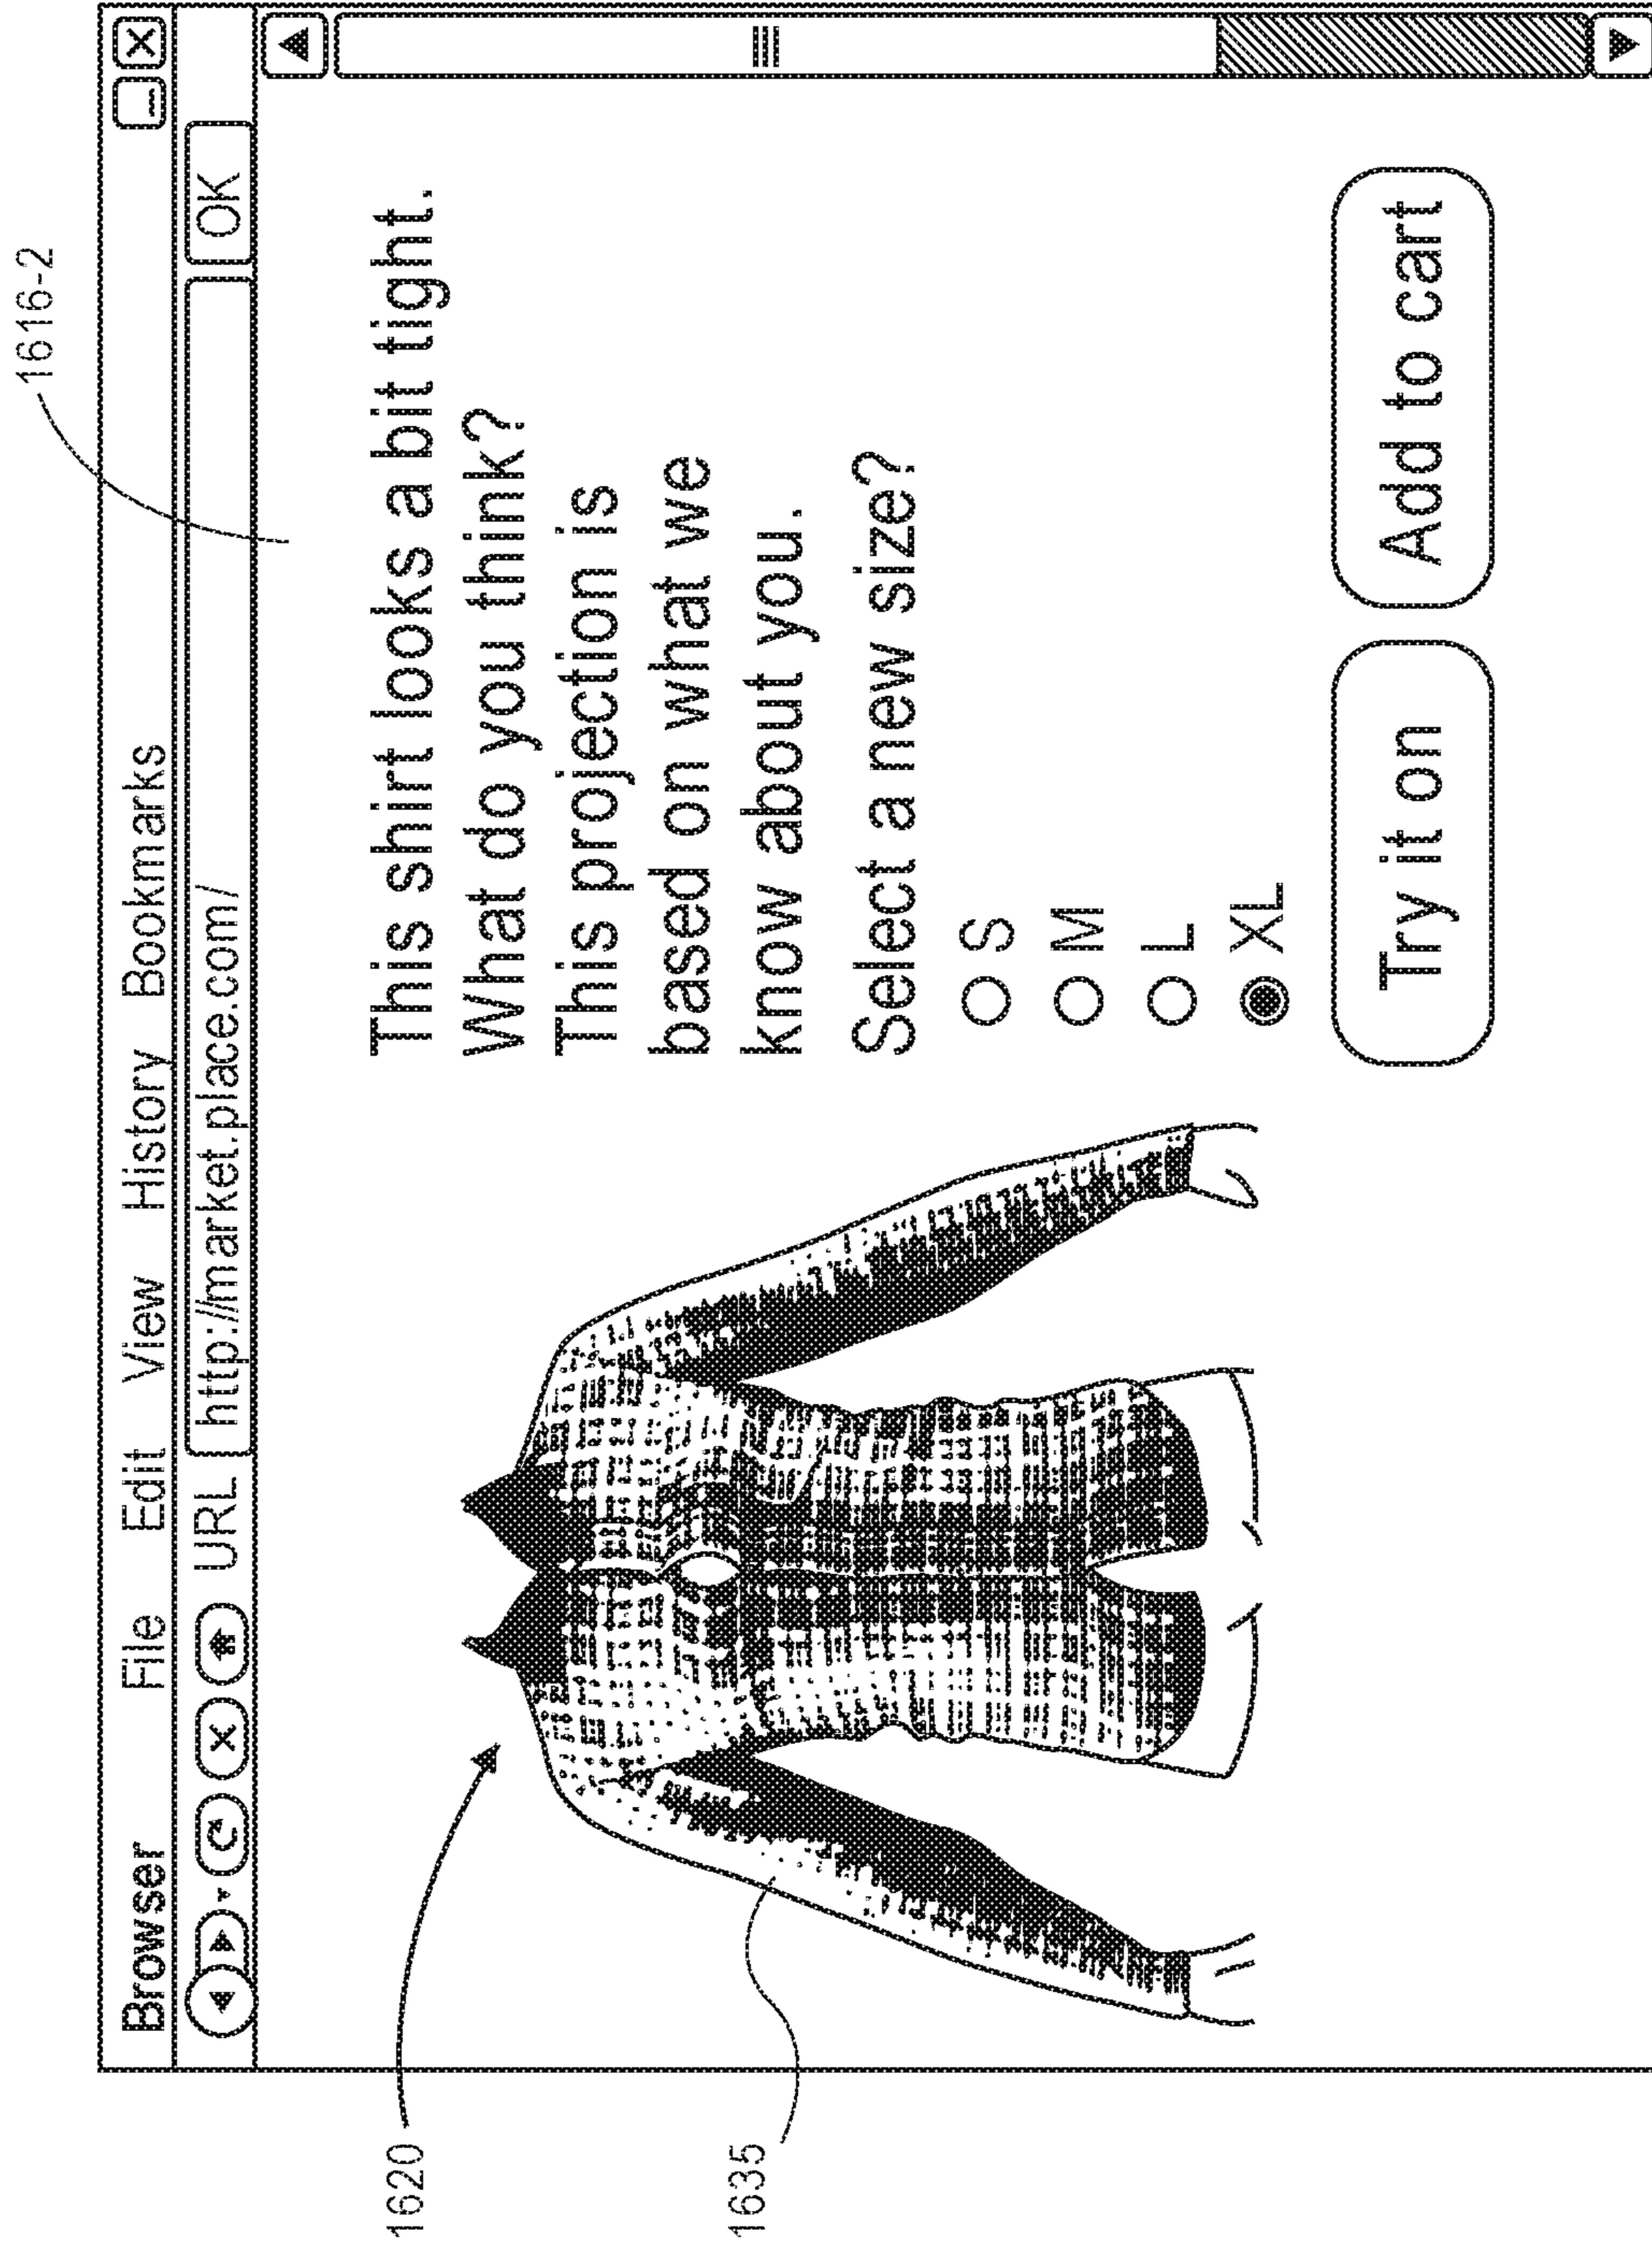 1616-2
Browser File Edit View History Bookmarks
URL http://market.place.com/ OK
1620
1635
This shirt looks a bit tight.
What do you think?
This projection is
based on what we
know about you.
Select a new size?
S
M
L
XL
Try it on Add to cart